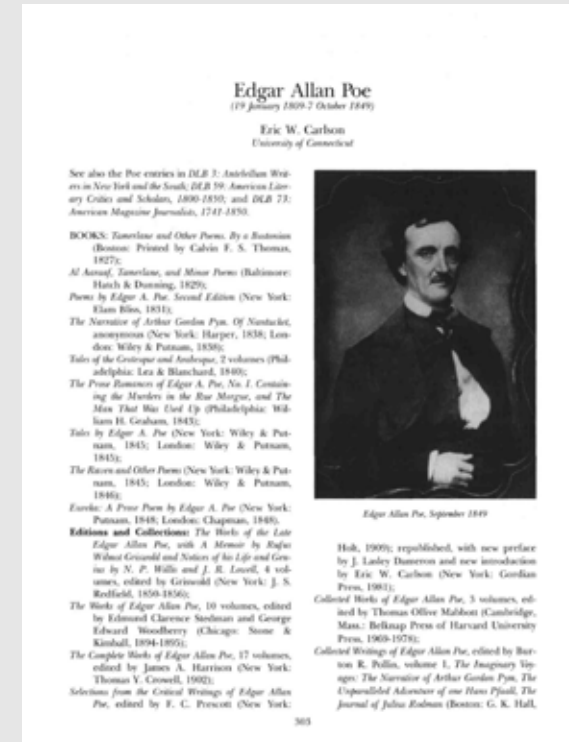 Edgar Allan Poe
(19 January 1809-7 October 1849)
Eric W. Carlson
University of Connecticut
See also the Poe entries in DLB 3: Antebellum Writ-
ers in New York and the South; DLB 59: American Liter-
ary Critics and Scholars, 1800-1850; and DLB 73:
American Magazine Journalists, 1741-1850.
BOOKS: Tamerlane and Other Poems. By a Bostonian
(Boston: Printed by Calvin F. S. Thomas,
1827);
Al Aaraaf, Tamerlane, and Minor Poems (Baltimore:
Hatch & Dunning, 1829);
Poems by Edgar A. Poe. Second Edition (New York:
Elam Bliss, 1831);
The Narrative of Arthur Gordon Pym. Of Nantucket,
anonymous (New York: Harper, 1838; Lon-
don: Wiley & Putnam, 1838);
Tales of the Grotesque and Arabesque, 2 volumes (Phil-
adelphia: Lea & Blanchard, 1840);
The Prose Romances of Edgar A. Poe, No. I. Contain-
ing the Murders in the Rue Morgue, and The
Man That Was Used Up (Philadelphia: Wil-
liam H. Graham, 1843);
Tales by Edgar A. Poe (New York: Wiley & Put-
nam, 1845; London: Wiley & Putnam,
1845);
The Raven and Other Poems (New York: Wiley & Put-
nam, 1845; London: Wiley & Putnam,
1846);
Eureka: A Prose Poem by Edgar A. Poe (New York:
Putnam, 1848; London: Chapman, 1848).
Editions and Collections: The Works of the Late
Edgar Allan Poe, with A Memoir by Rufus
Wilmot Griswold and Notices of his Life and Gen-
ius by N. P. Willis and J. R. Lowell, 4 vol-
umes, edited by Griswold (New York: J. S.
Redfield, 1850-1856);
The Works of Edgar Allan Poe, 10 volumes, edited
by Edmund Clarence Stedman and George
Edward Woodberry (Chicago: Stone &
Kimball, 1894-1895);
The Complete Works of Edgar Allan Poe, 17 volumes,
edited by James A. Harrison (New York:
Thomas Y. Crowell, 1902);
Selections from the Critical Writings of Edgar Allan
Poe, edited by F. C. Prescott (New York:
Edgar Allan Poe, September 1849
Holt, 1909); republished, with new preface
by J. Lasley Dameron and new introduction
by Eric W. Carlson (New York: Gordian
Press, 1981);
Collected Works of Edgar Allan Poe, 3 volumes, ed-
ited by Thomas Ollive Mabbott (Cambridge,
Mass.: Belknap Press of Harvard University
Press, 1969-1978);
Collected Writings of Edgar Allan Poe, edited by Bur-
ton R. Pollin, volume 1, The Imaginary Voy-
ages: The Narrative of Arthur Gordon Pym, The
Unparalleled Adventure of one Hans Pfaall, The
Journal of Julius Rodman (Boston: G. K. Hall,
303